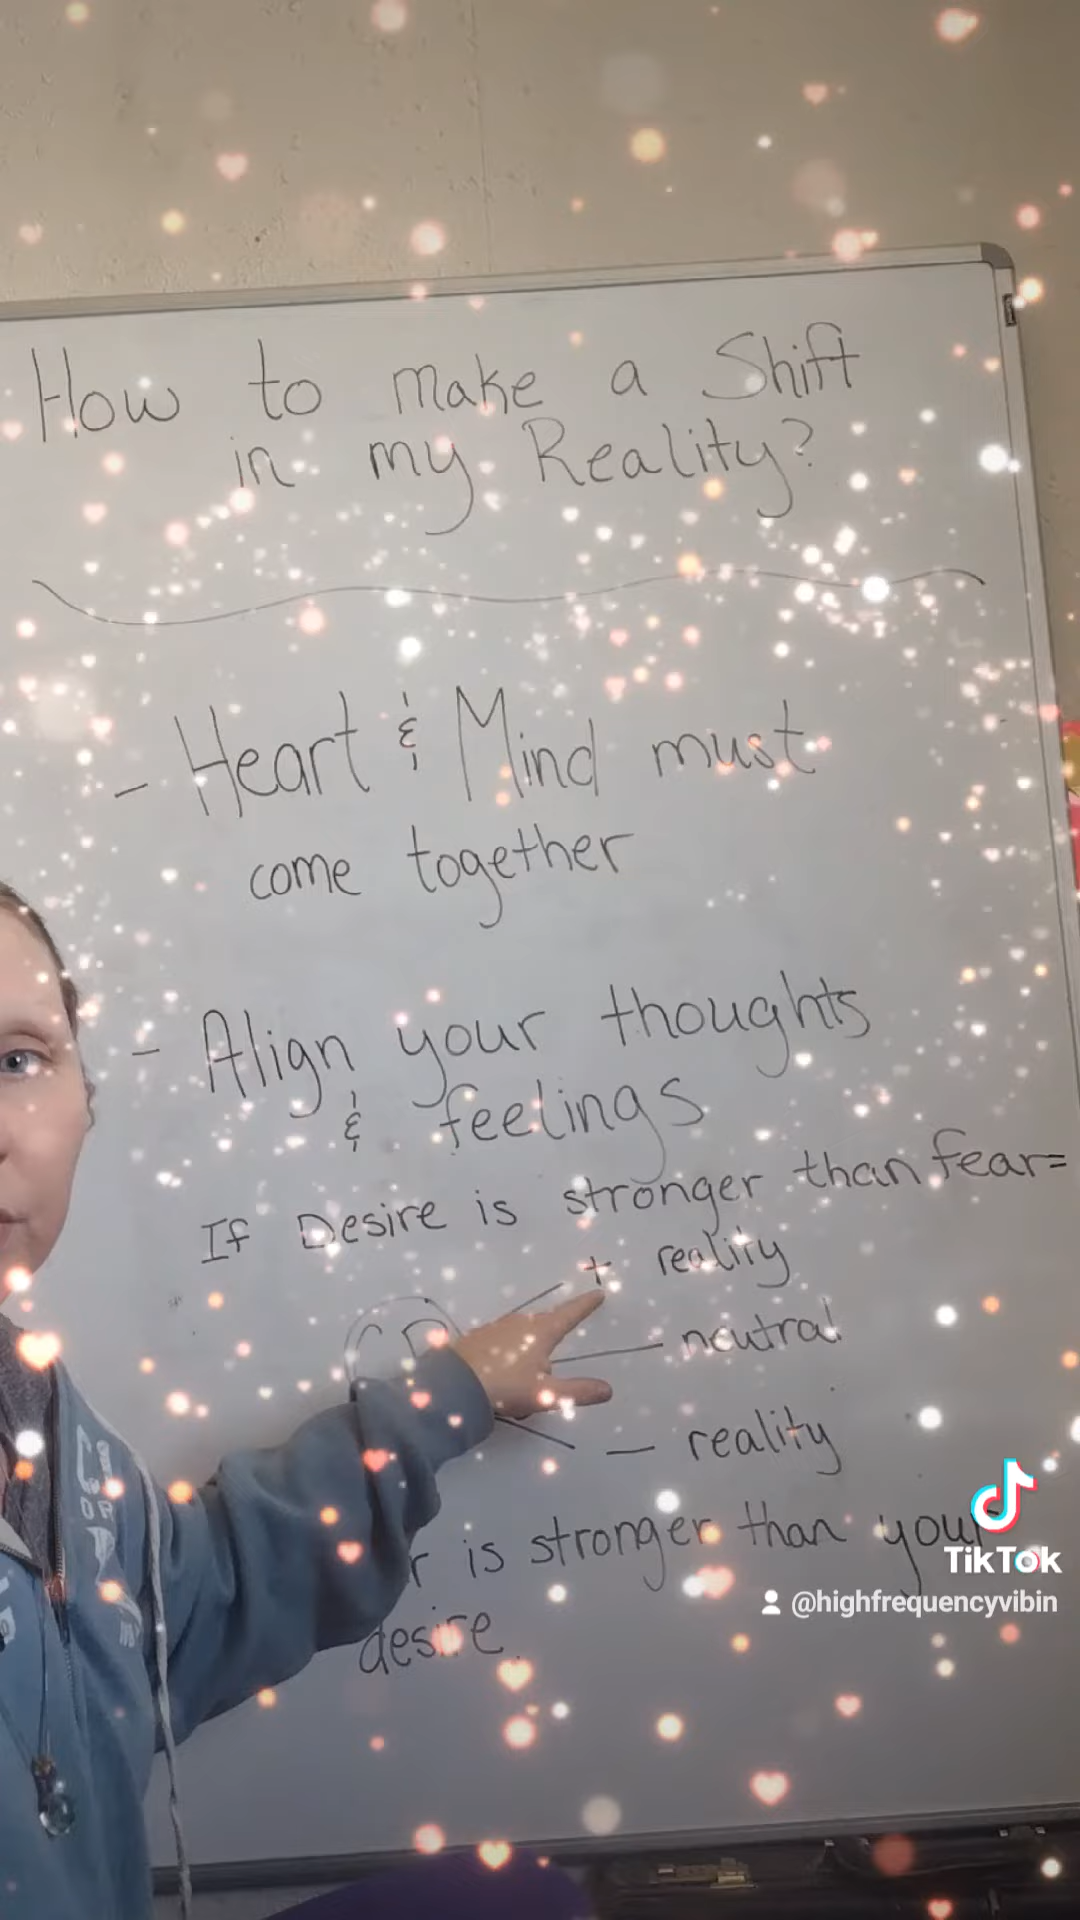 How to make a Shift
in my Reality?
- Heart & Mind must
come together
- Align your thoughts
& feelings
If Desire is stronger than fear=
+ reality
neutral
— reality
r is stronger than your
desire
TikTok
@highfrequencyvibin